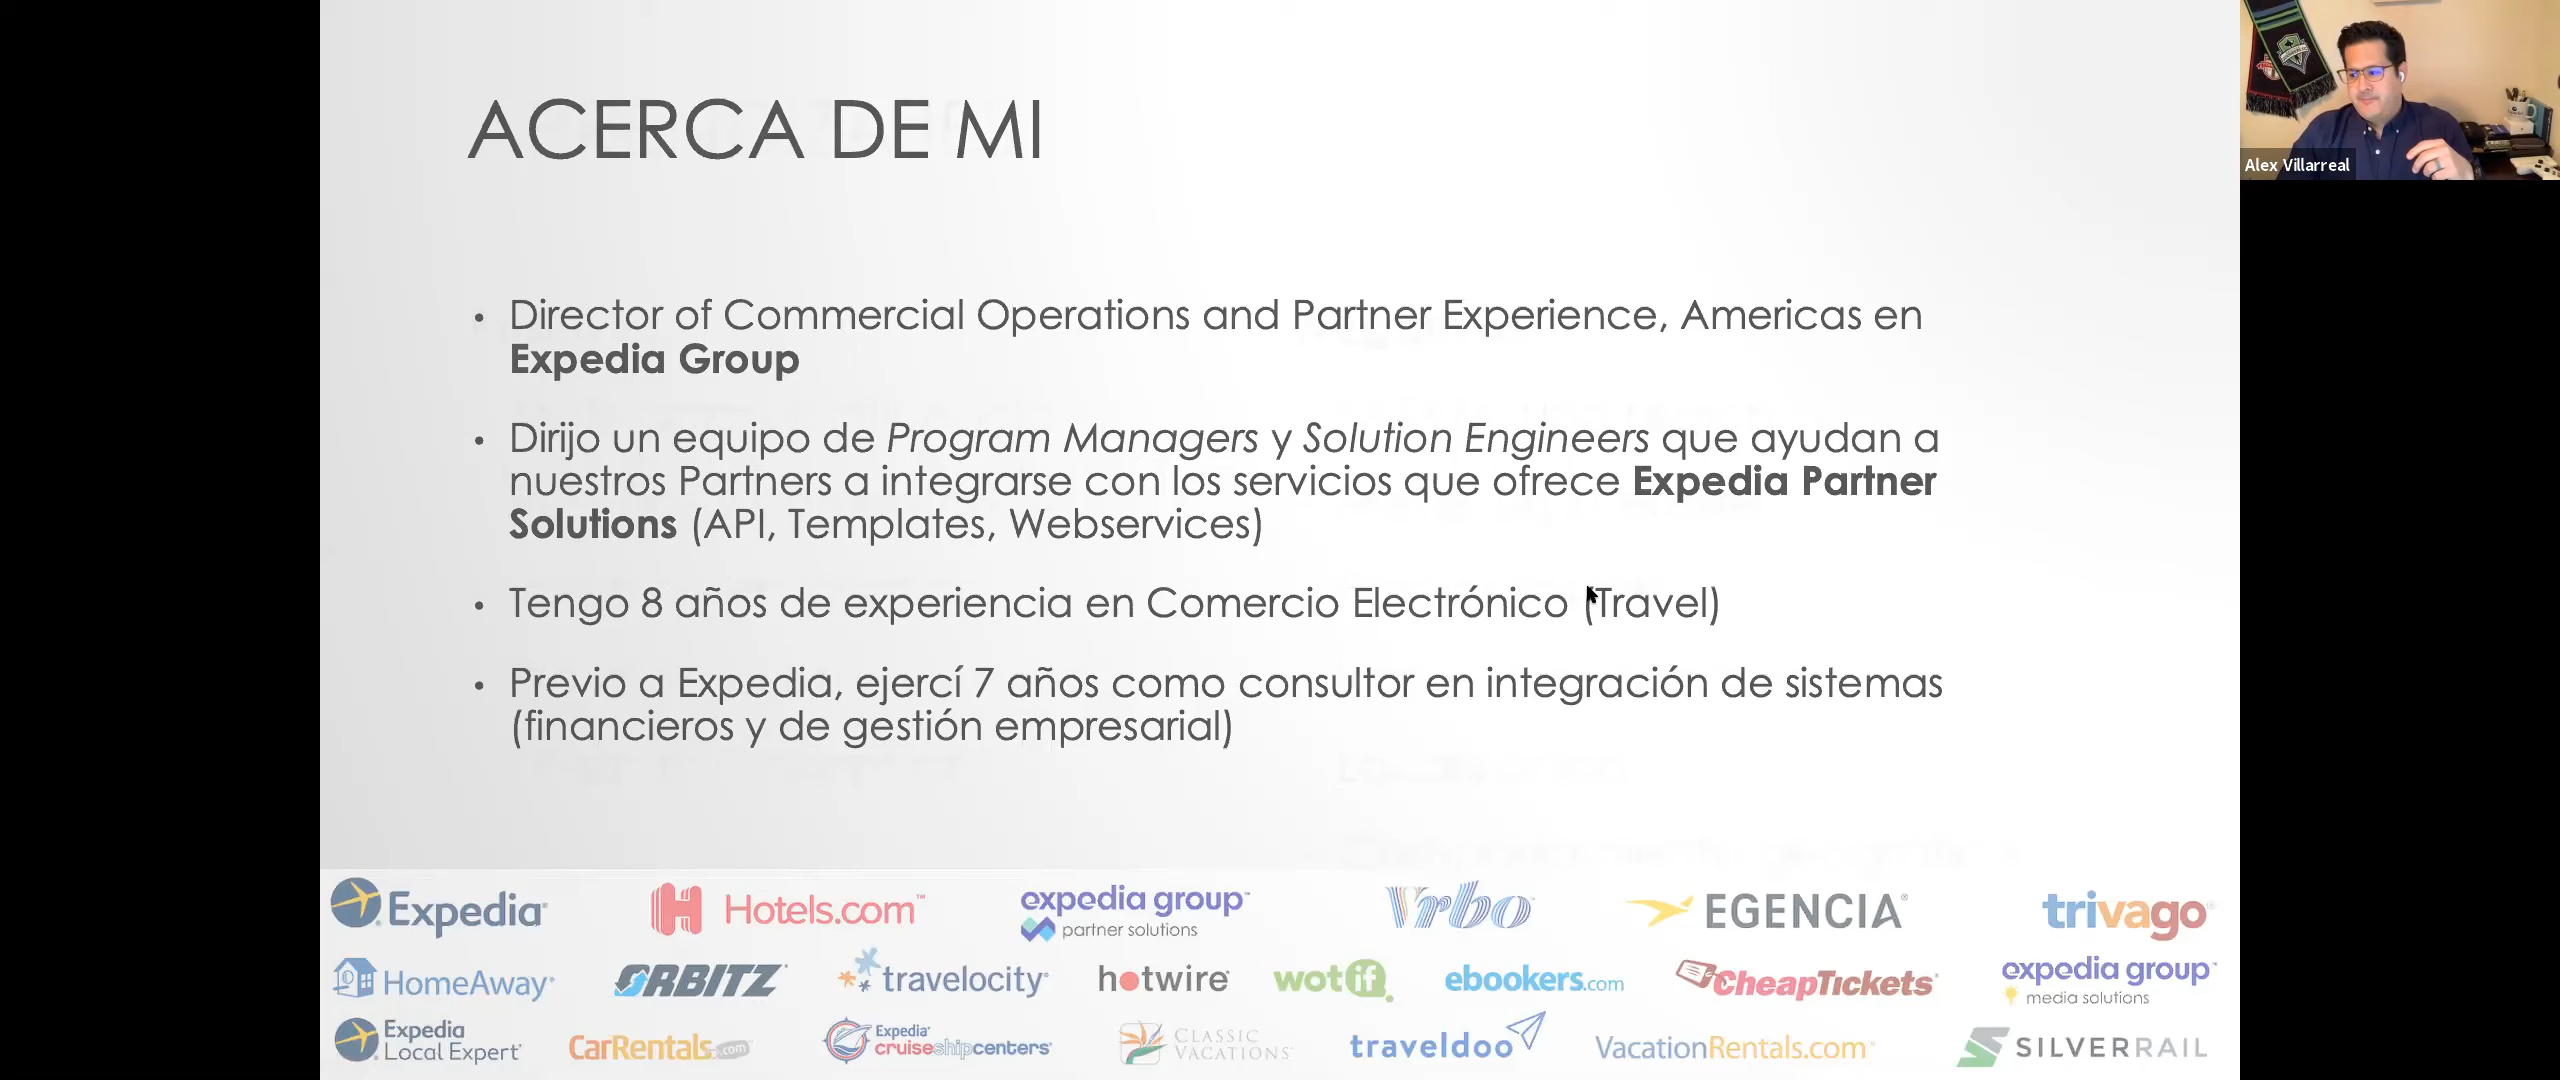 ACERCA DE MI
Alex Villarreal
• Director of Commercial Operations and Partner Experience, Americas en
Expedia Group
• Dirijo un equipo de Program Managers y Solution Engineers que ayudan a
nuestros Partners a integrarse con los servicios que ofrece Expedia Partner
Solutions (API, Templates, Webservices)
• Tengo 8 años de experiencia en Comercio Electrónico (Travel)
• Previo a Expedia, ejercí 7 años como consultor en integración de sistemas
(financieros y de gestión empresarial)
Expedia®
H Hotels.com™
expedia group™
partner solutions
Vrbo
EGENCIA®
trivago®
HomeAway®
ORBITZ
travelocity®
hotwire
wotif.
ebookers.com
CheapTickets
expedia group™
media solutions
Expedia
Local Expert®
CarRentals.com
Expedia®
cruiseshipcenters®
CLASSIC
VACATIONS
traveldoo
VacationRentals.com
SILVERRAIL